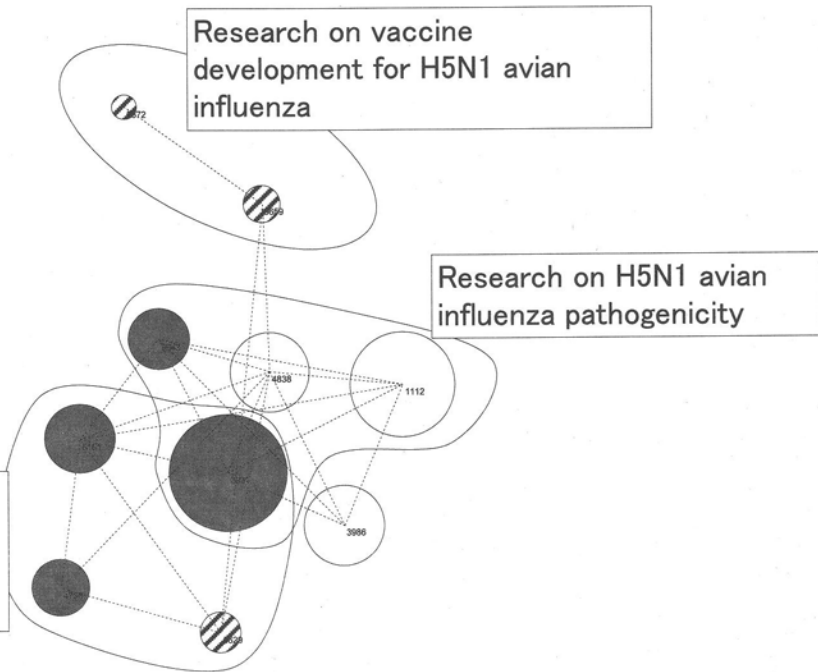 Research on vaccine
development for H5N1 avian
influenza
Research on H5N1 avian
influenza pathogenicity
4838
1112
3986